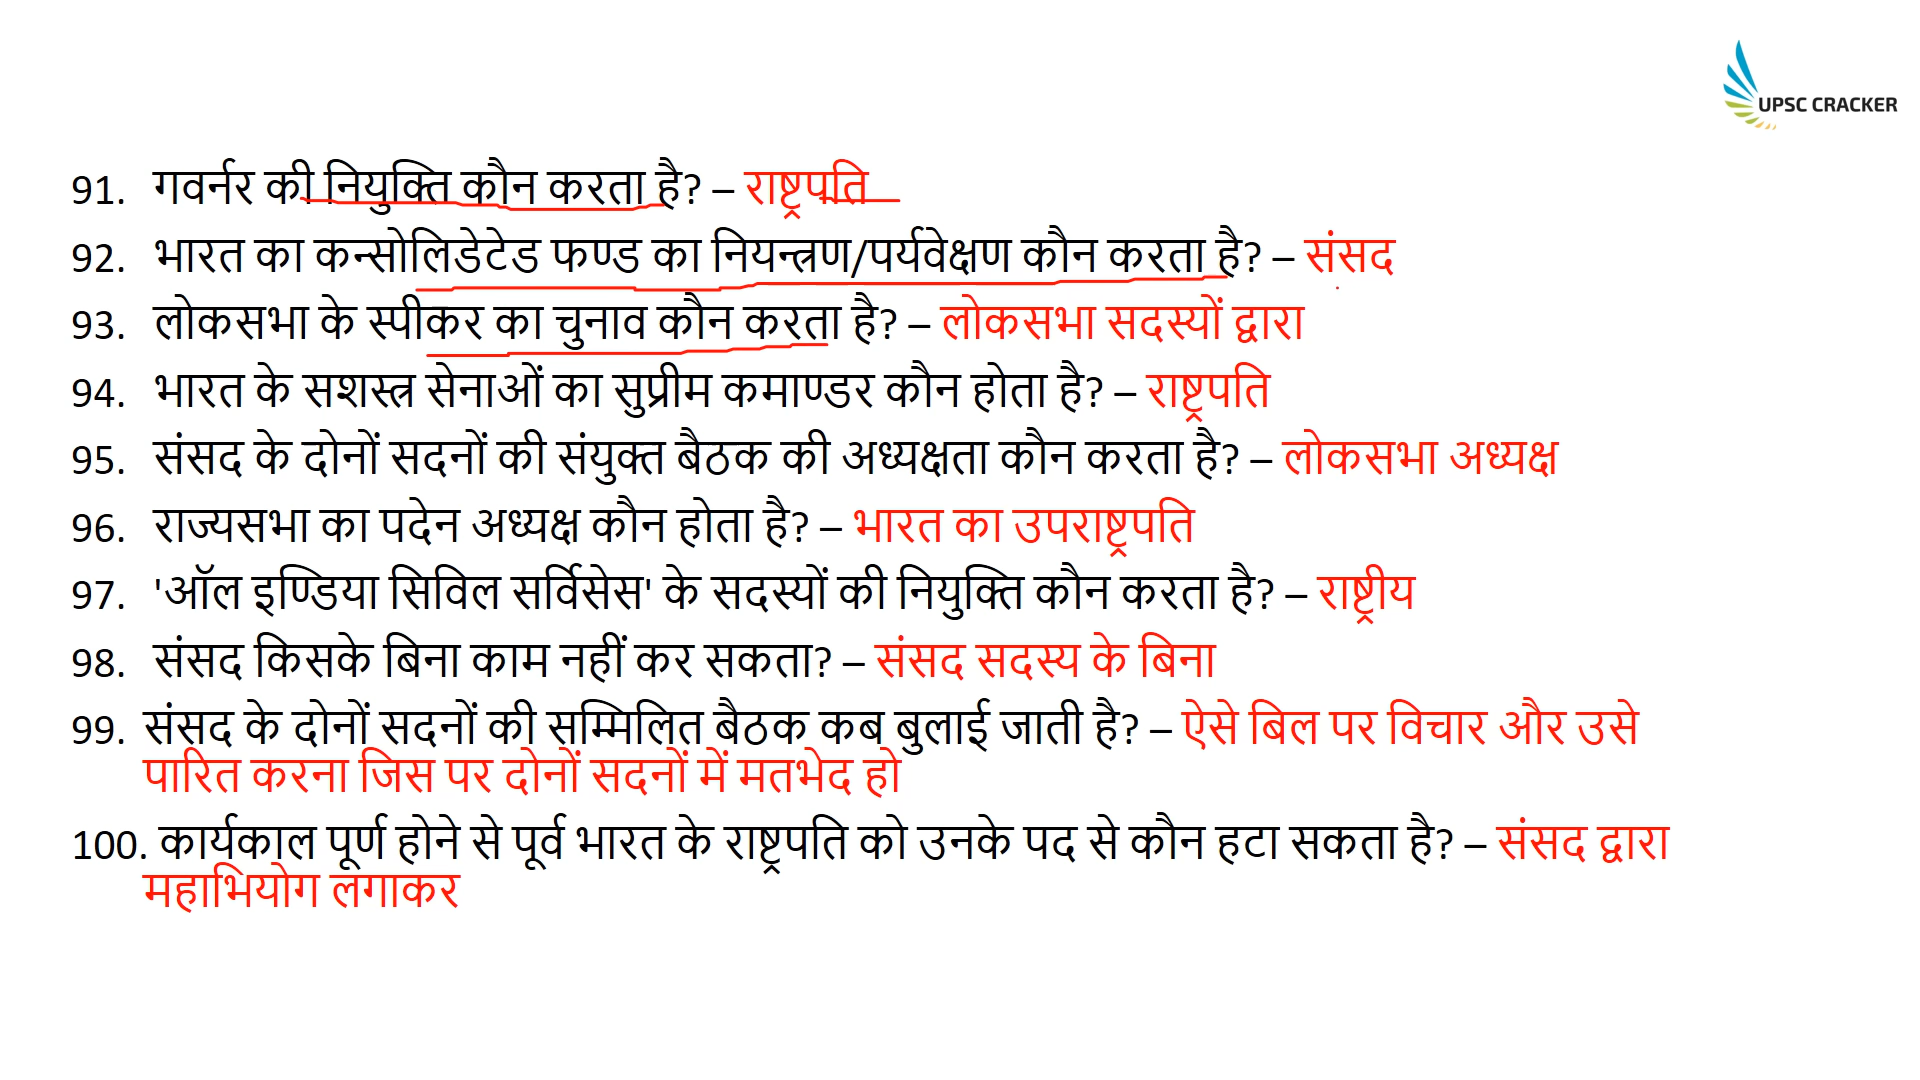 UPSC CRACKER
91. गवर्नर की नियुक्ति कौन करता है? – राष्ट्रपति
92. भारत का कन्सोलिडेटेड फण्ड का नियन्त्रण/पर्यवेक्षण कौन करता है? – संसद
93. लोकसभा के स्पीकर का चुनाव कौन करता है? – लोकसभा सदस्यों द्वारा
94. भारत के सशस्त्र सेनाओं का सुप्रीम कमाण्डर कौन होता है? – राष्ट्रपति
95. संसद के दोनों सदनों की संयुक्त बैठक की अध्यक्षता कौन करता है? – लोकसभा अध्यक्ष
96. राज्यसभा का पदेन अध्यक्ष कौन होता है? – भारत का उपराष्ट्रपति
97. 'ऑल इण्डिया सिविल सर्विसेस' के सदस्यों की नियुक्ति कौन करता है? – राष्ट्रीय
98. संसद किसके बिना काम नहीं कर सकता? – संसद सदस्य के बिना
99. संसद के दोनों सदनों की सम्मिलित बैठक कब बुलाई जाती है? – ऐसे बिल पर विचार और उसे
पारित करना जिस पर दोनों सदनों में मतभेद हो
100. कार्यकाल पूर्ण होने से पूर्व भारत के राष्ट्रपति को उनके पद से कौन हटा सकता है? – संसद द्वारा
महाभियोग लगाकर